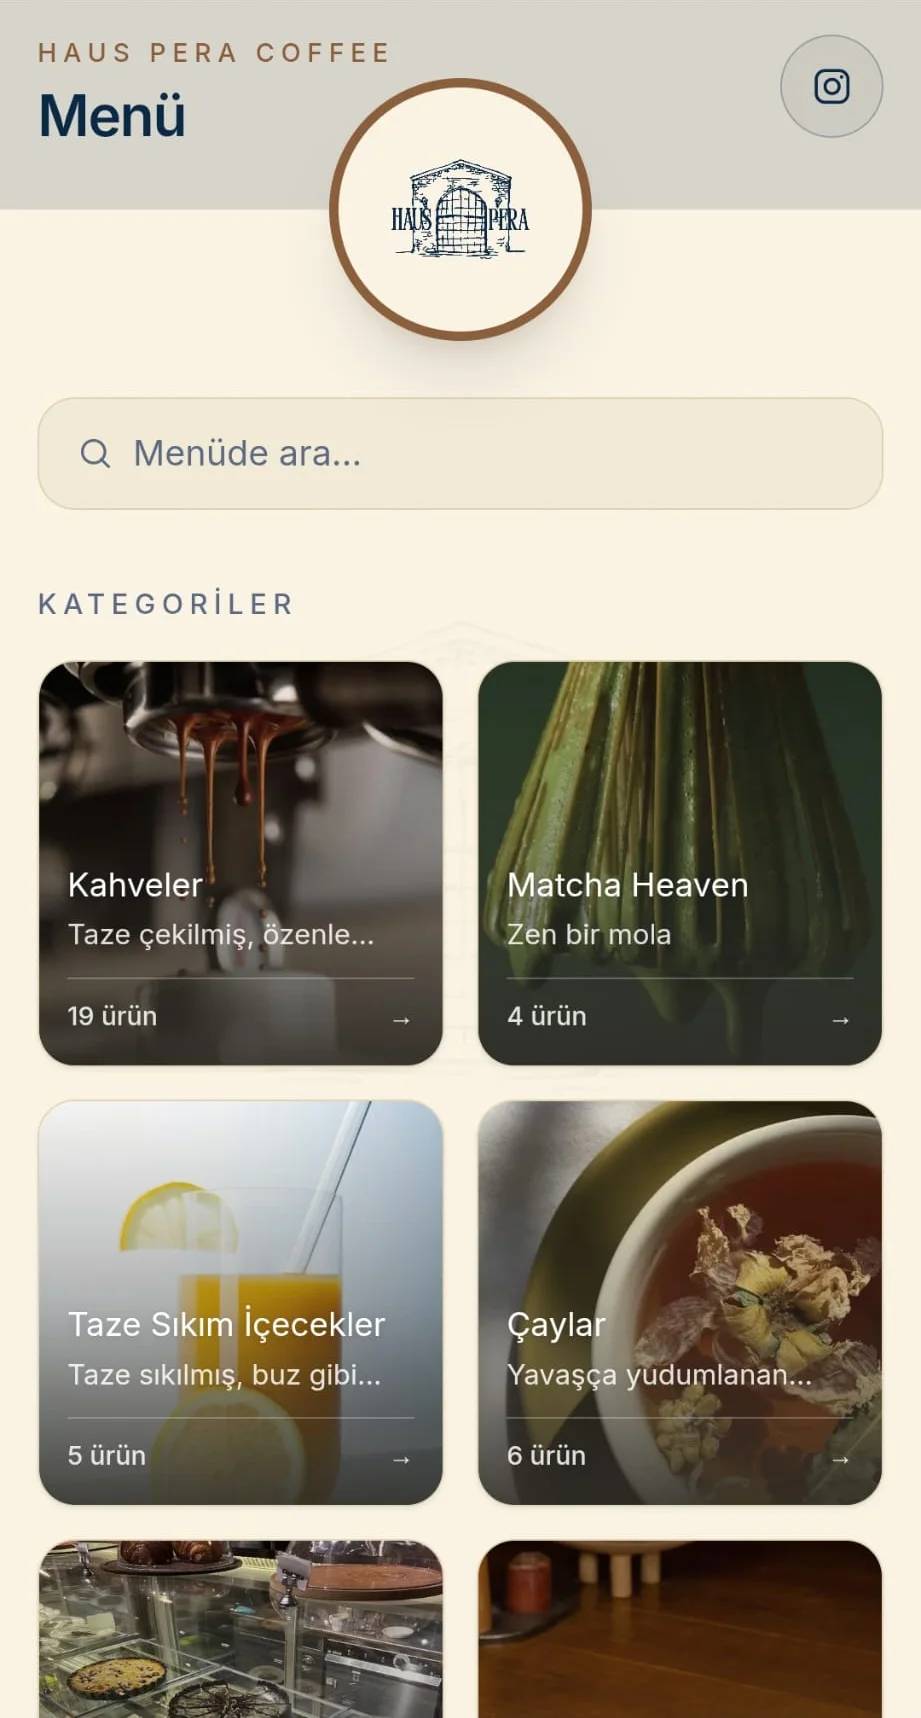 HAUS PERA COFFEE
Menü
HAUS PERA
Menüde ara...
KATEGORİLER
Kahveler
Taze çekilmiş, özenle...
19 ürün →
Matcha Heaven
Zen bir mola
4 ürün →
Taze Sıkım İçecekler
Taze sıkılmış, buz gibi...
5 ürün →
Çaylar
Yavaşça yudumlanan...
6 ürün →